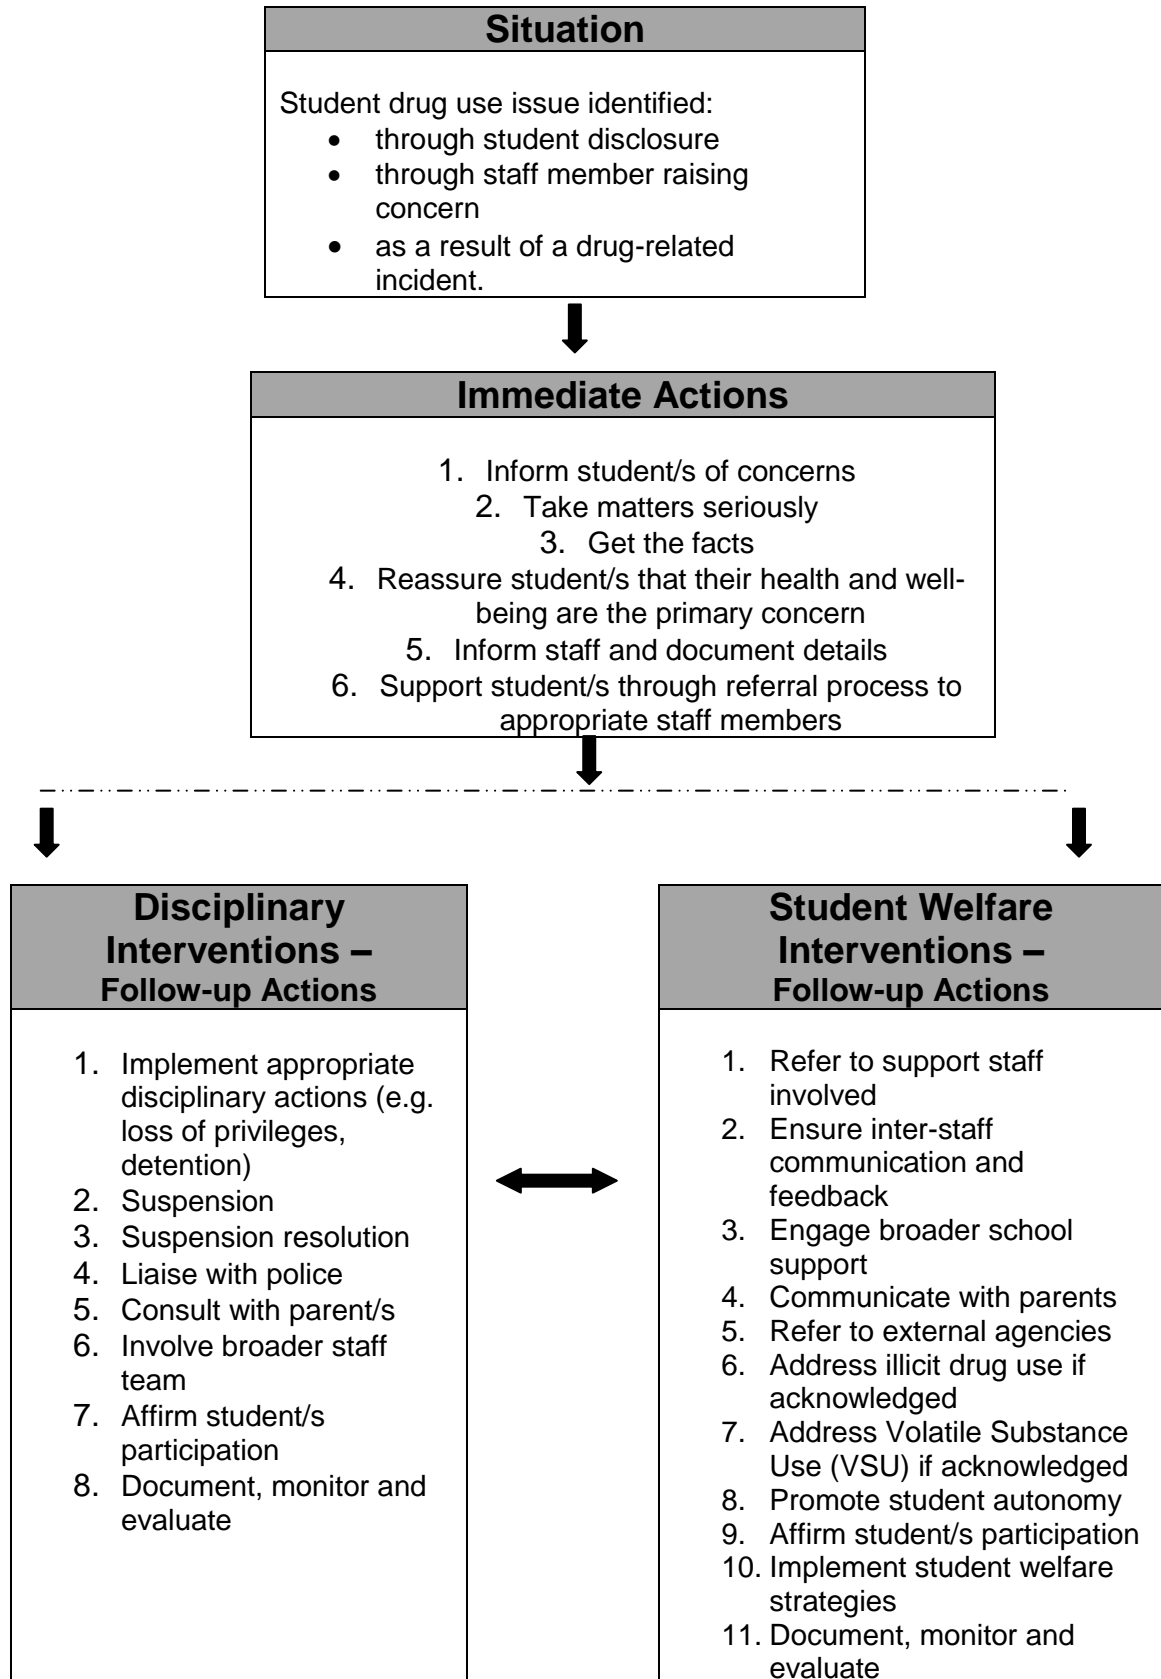 Situation
Student drug use issue identified:
• through student disclosure
• through staff member raising
concern
• as a result of a drug-related
incident.
Immediate Actions
1. Inform student/s of concerns
2. Take matters seriously
3. Get the facts
4. Reassure student/s that their health and well-
being are the primary concern
5. Inform staff and document details
6. Support student/s through referral process to
appropriate staff members
Disciplinary
Interventions –
Follow-up Actions
1. Implement appropriate
disciplinary actions (e.g.
loss of privileges,
detention)
2. Suspension
3. Suspension resolution
4. Liaise with police
5. Consult with parent/s
6. Involve broader staff
team
7. Affirm student/s
participation
8. Document, monitor and
evaluate
Student Welfare
Interventions –
Follow-up Actions
1. Refer to support staff
involved
2. Ensure inter-staff
communication and
feedback
3. Engage broader school
support
4. Communicate with parents
5. Refer to external agencies
6. Address illicit drug use if
acknowledged
7. Address Volatile Substance
Use (VSU) if acknowledged
8. Promote student autonomy
9. Affirm student/s participation
10. Implement student welfare
strategies
11. Document, monitor and
evaluate